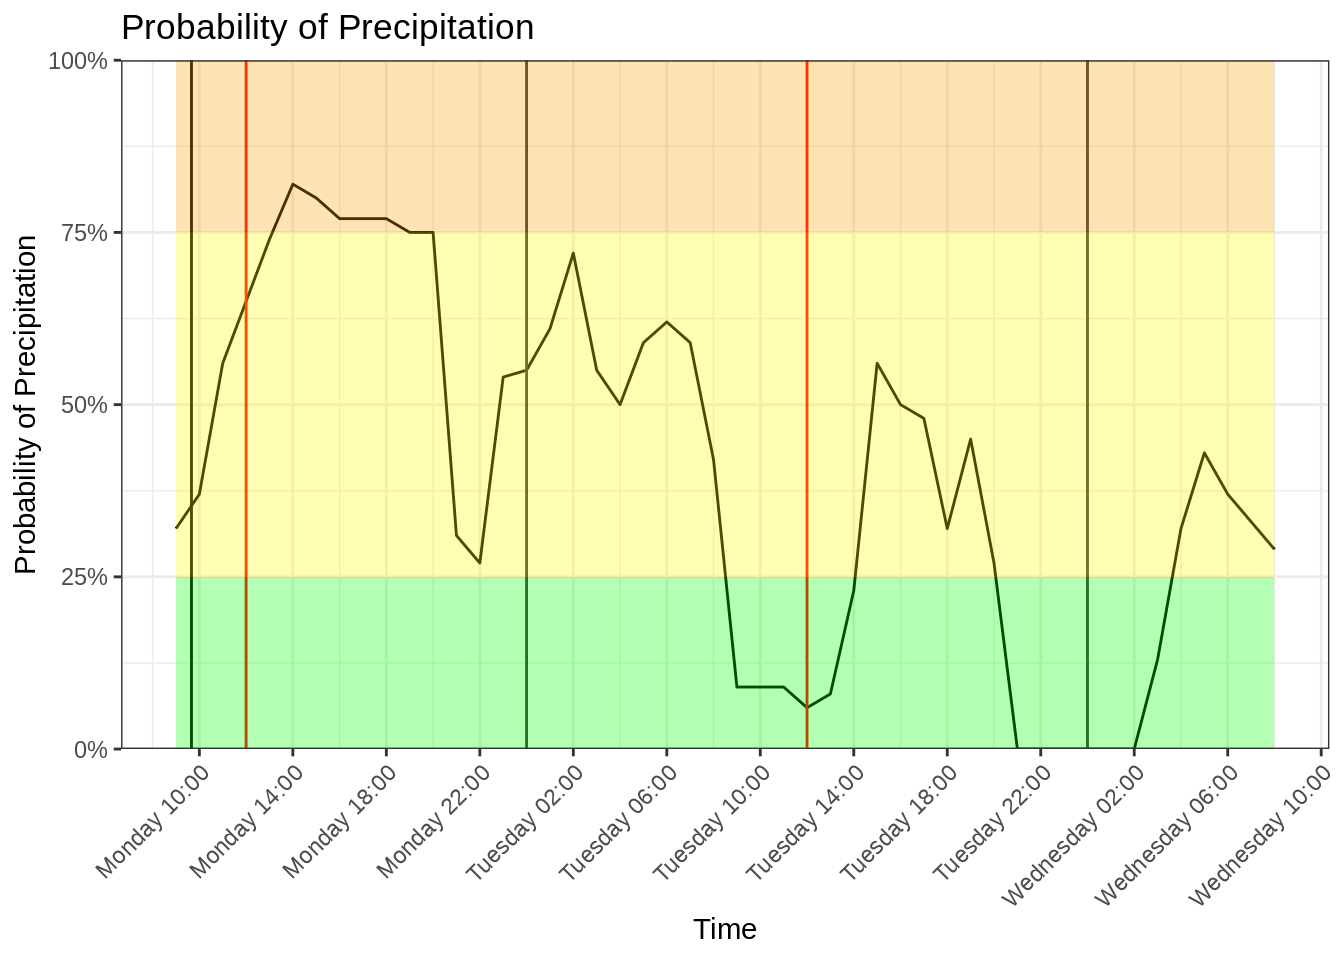 Probability of Precipitation
Probability of Precipitation
100%
75%
50%
25%
0%
Monday 10:00
Monday 14:00
Monday 18:00
Monday 22:00
Tuesday 02:00
Tuesday 06:00
Tuesday 10:00
Tuesday 14:00
Tuesday 18:00
Tuesday 22:00
Wednesday 02:00
Wednesday 06:00
Wednesday 10:00
Time